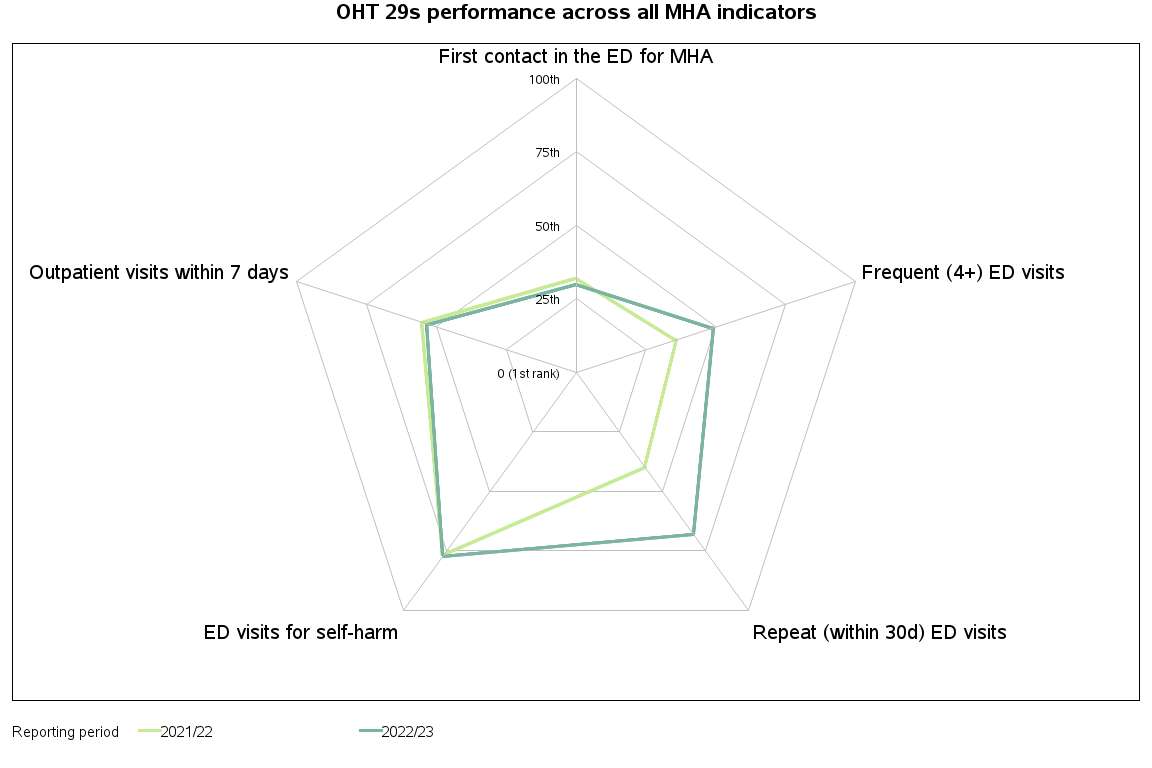 OHT 29s performance across all MHA indicators
First contact in the ED for MHA
100th
75th
50th
25th
0 (1st rank)
Outpatient visits within 7 days
Frequent (4+) ED visits
ED visits for self-harm
Repeat (within 30d) ED visits
Reporting period 2021/22 2022/23